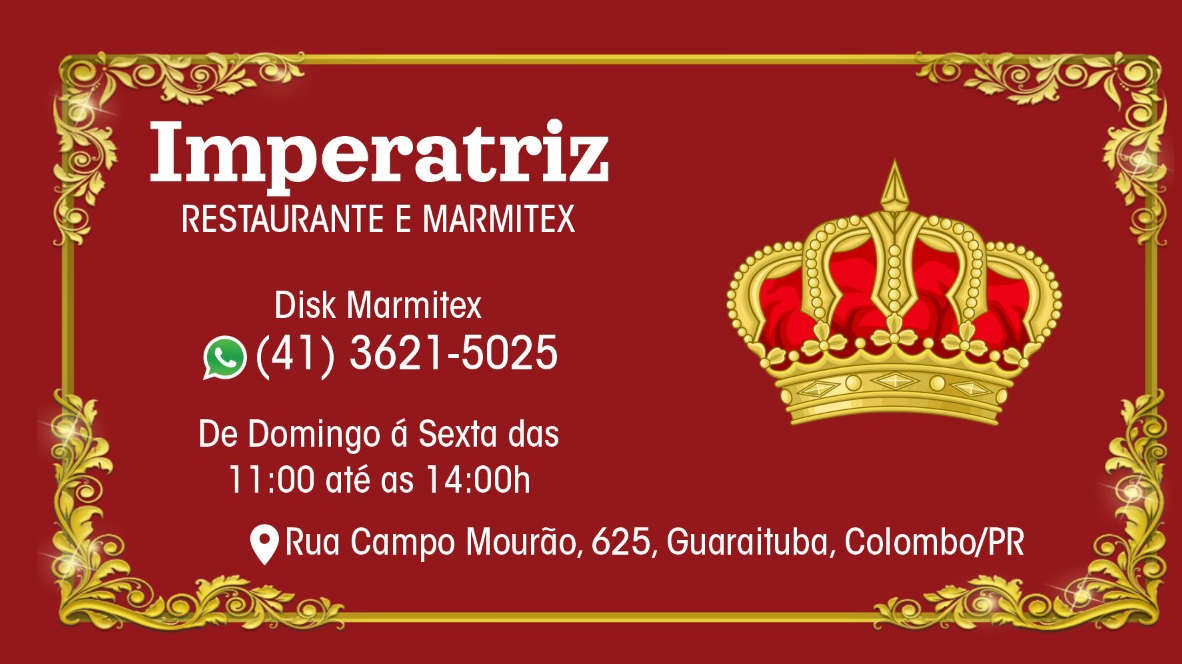 Imperatriz
RESTAURANTE E MARMITEX
Disk Marmitex
(41) 3621-5025
De Domingo á Sexta das
11:00 até as 14:00h
Rua Campo Mourão, 625, Guaraituba, Colombo/PR